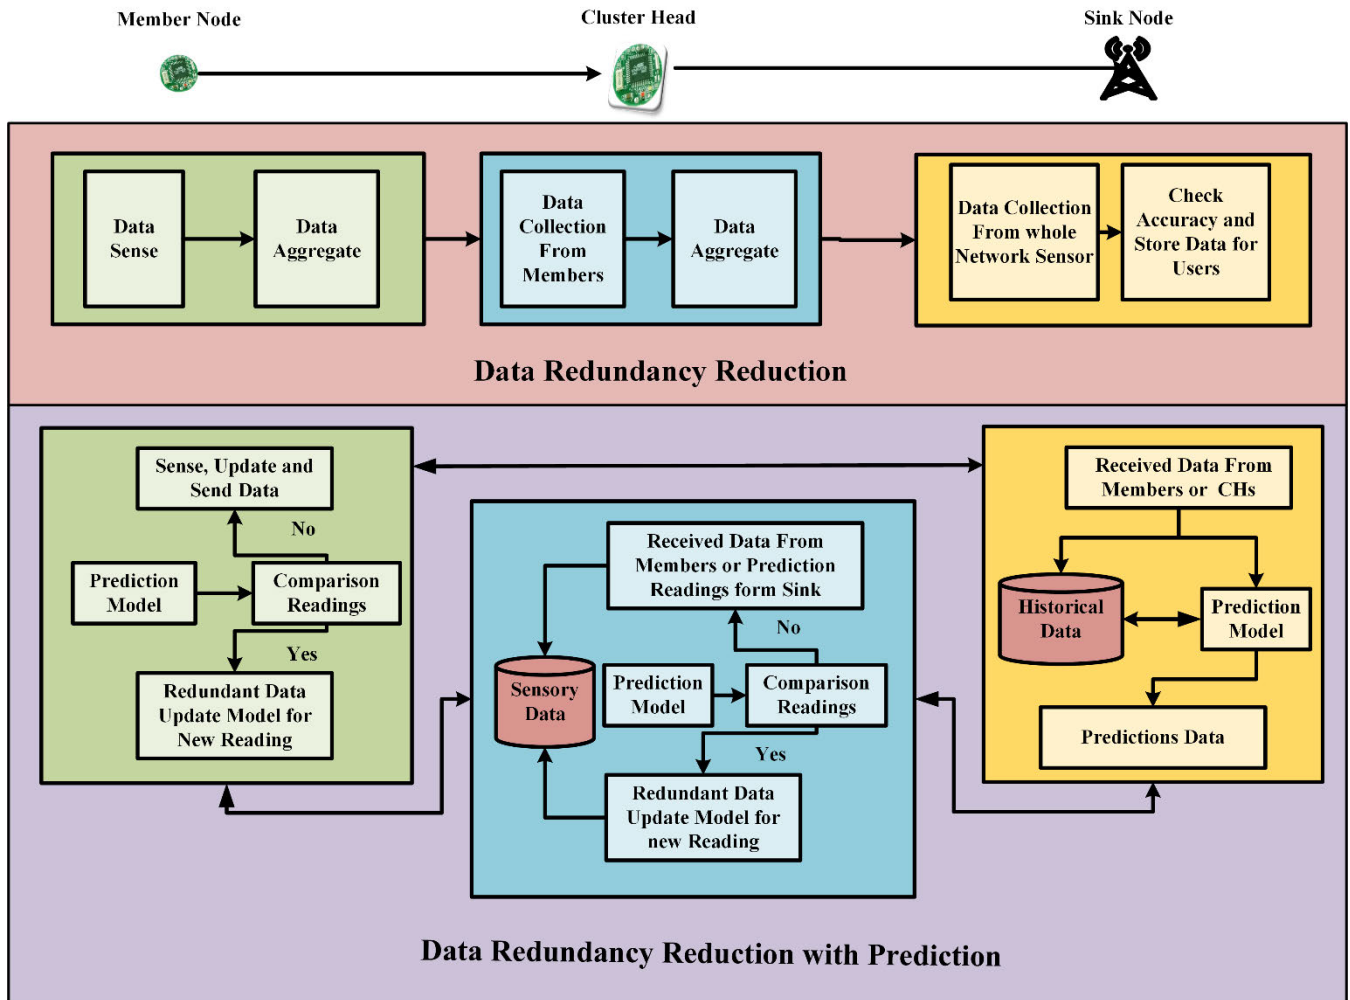 Member Node
Cluster Head
Sink Node
Data
Sense
Data
Aggregate
Data
Collection
From
Members
Data
Aggregate
Data Collection
From whole
Network Sensor
Check
Accuracy and
Store Data for
Users
Data Redundancy Reduction
Sense, Update and
Send Data
No
Prediction
Model
Comparison
Readings
Yes
Redundant Data
Update Model for
New Reading
Received Data From
Members or Prediction
Readings form Sink
No
Sensory
Data
Prediction
Model
Comparison
Readings
Yes
Redundant Data
Update Model for
new Reading
Received Data From
Members or CHs
Historical
Data
Prediction
Model
Predictions Data
Data Redundancy Reduction with Prediction